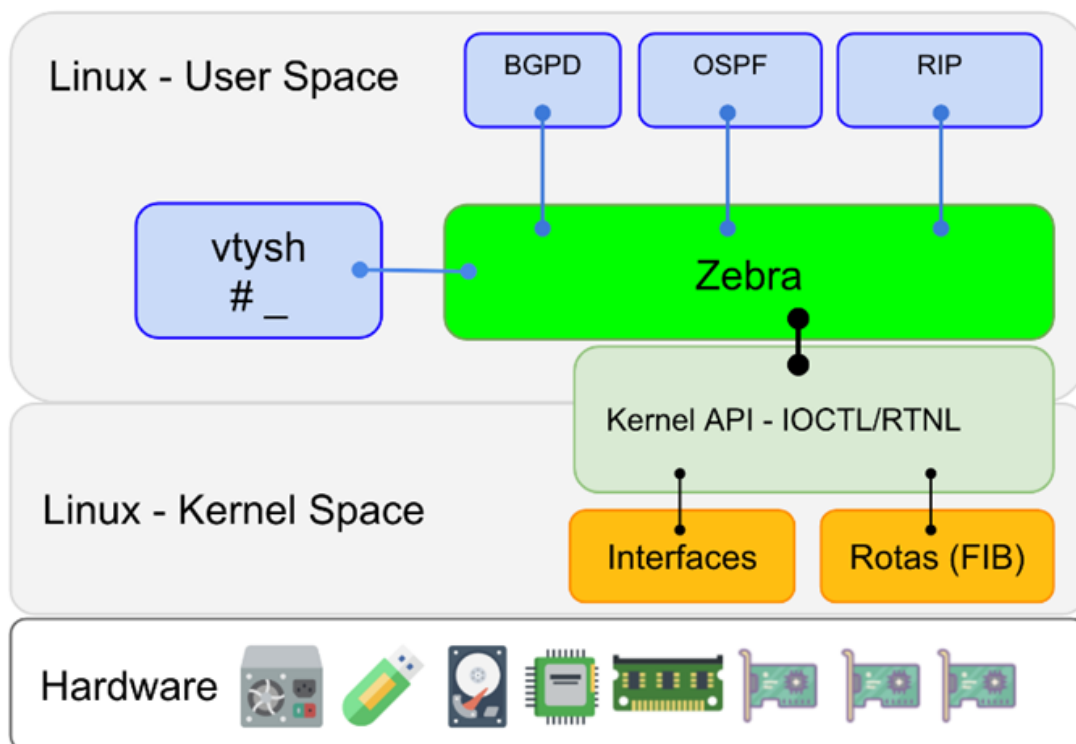 Linux - User Space
BGPD
OSPF
RIP
vtysh
# _
Zebra
Kernel API - IOCTL/RTNL
Linux - Kernel Space
Interfaces
Rotas (FIB)
Hardware